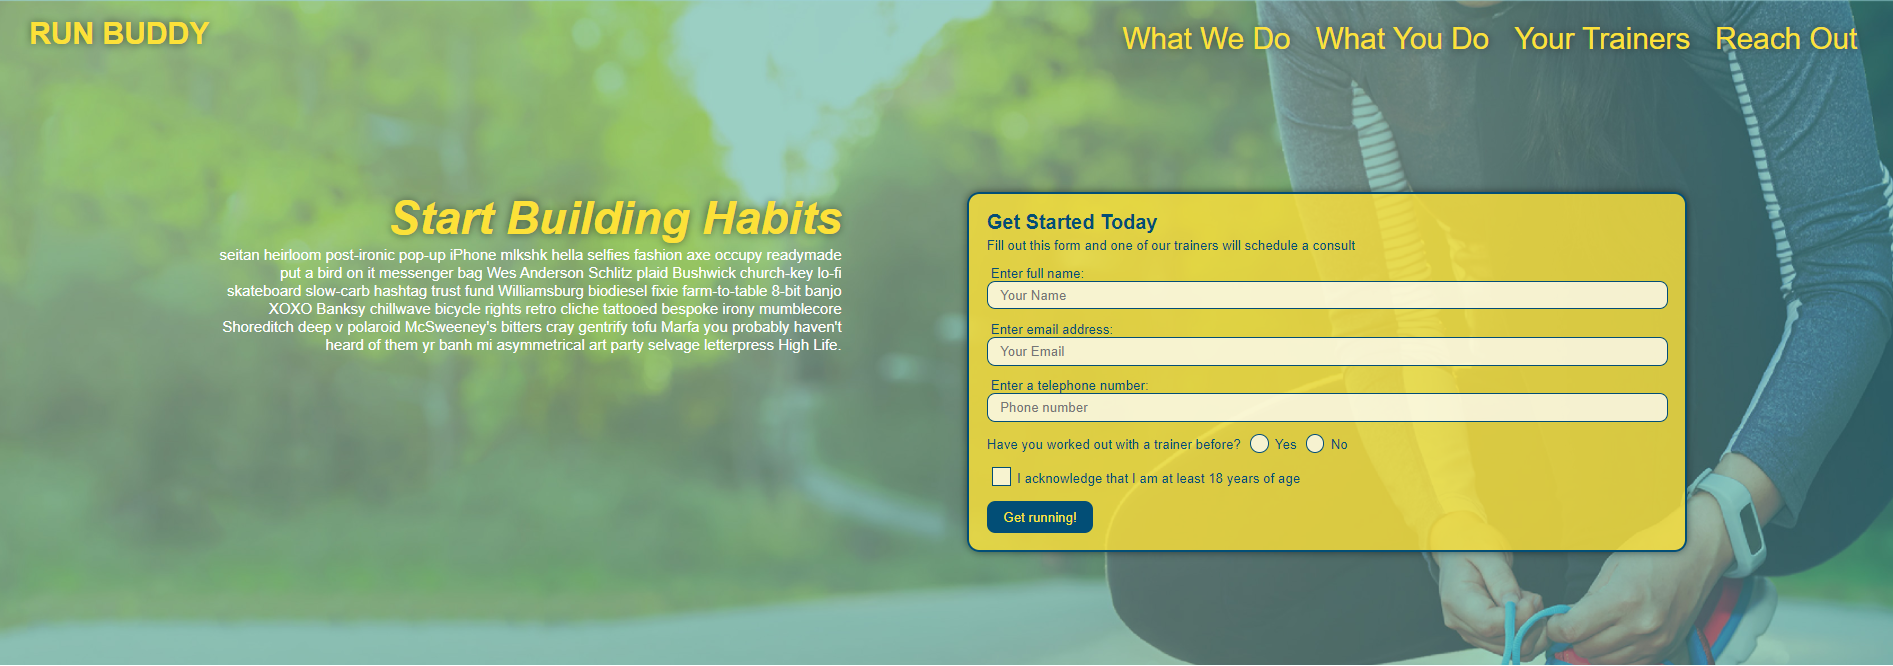 RUN BUDDY
What We Do What You Do Your Trainers Reach Out
Start Building Habits
seitan heirloom post-ironic pop-up iPhone mlkshk hella selfies fashion axe occupy readymade
put a bird on it messenger bag Wes Anderson Schlitz plaid Bushwick church-key lo-fi
skateboard slow-carb hashtag trust fund Williamsburg biodiesel fixie farm-to-table 8-bit banjo
XOXO Banksy chillwave bicycle rights retro cliche tattooed bespoke irony mumblecore
Shoreditch deep v polaroid McSweeney's bitters cray gentrify tofu Marfa you probably haven't
heard of them yr banh mi asymmetrical art party selvage letterpress High Life.
Get Started Today
Fill out this form and one of our trainers will schedule a consult
Enter full name:
Your Name
Enter email address:
Your Email
Enter a telephone number:
Phone number
Have you worked out with a trainer before? Yes No
I acknowledge that I am at least 18 years of age
Get running!